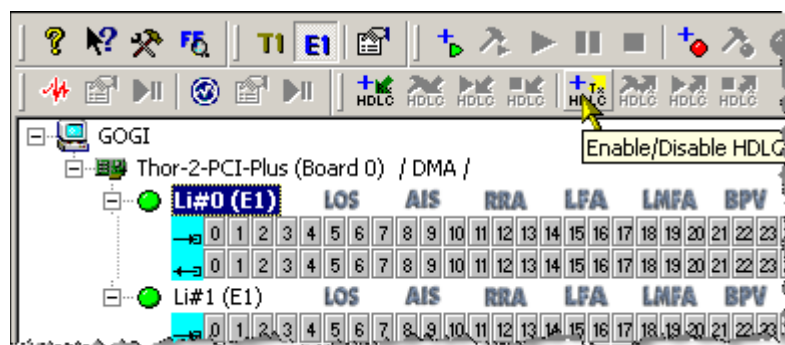 ? ? T1 E1
HDLC HDLC HDLC HDLC Tx HDLC HDLC HDLC HDLC
GOGI
Enable/Disable HDLC
Thor-2-PCI-Plus (Board 0) / DMA /
Li#0 (E1) LOS AIS RRA LFA LMFA BPV
0 1 2 3 4 5 6 7 8 9 10 11 12 13 14 15 16 17 18 19 20 21 22 23
0 1 2 3 4 5 6 7 8 9 10 11 12 13 14 15 16 17 18 19 20 21 22 23
Li#1 (E1) LOS AIS RRA LFA LMFA BPV
0 1 2 3 4 5 6 7 8 9 10 11 12 13 14 15 16 17 18 19 20 21 22 23